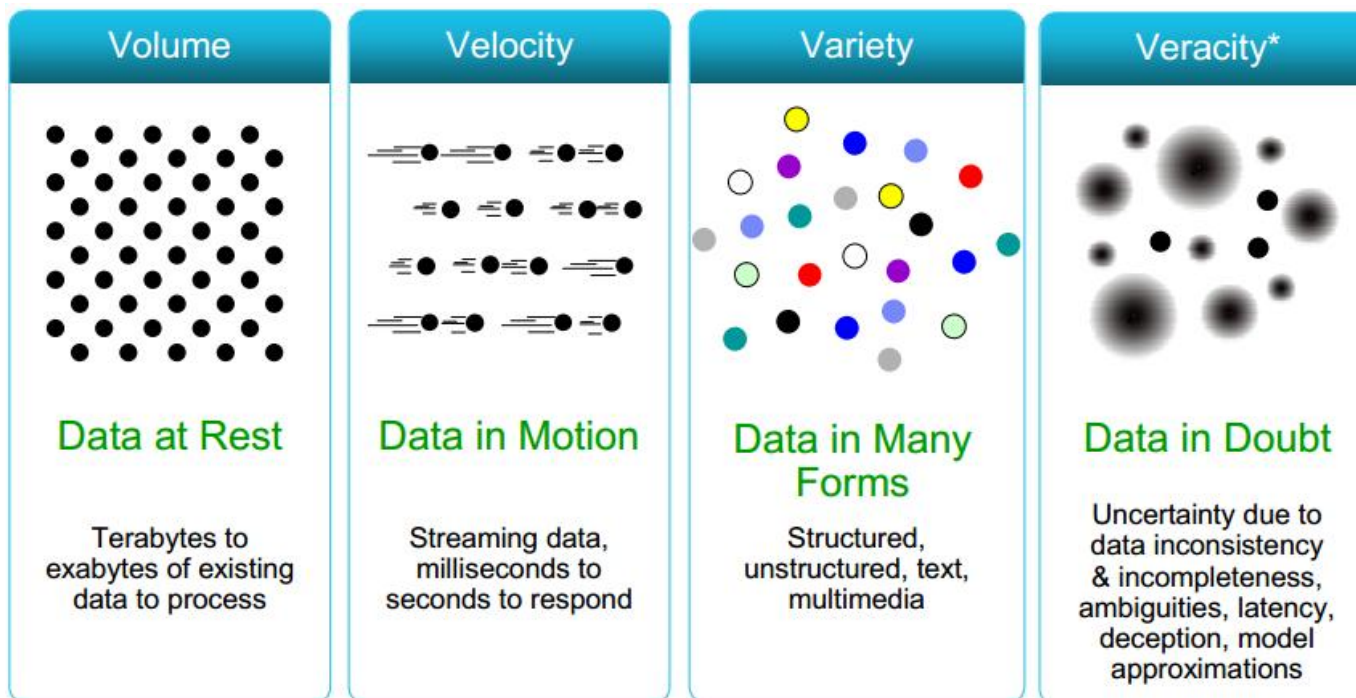 Volume
Data at Rest
Terabytes to
exabytes of existing
data to process
Velocity
Data in Motion
Streaming data,
milliseconds to
seconds to respond
Variety
Data in Many
Forms
Structured,
unstructured, text,
multimedia
Veracity*
Data in Doubt
Uncertainty due to
data inconsistency
& incompleteness,
ambiguities, latency,
deception, model
approximations